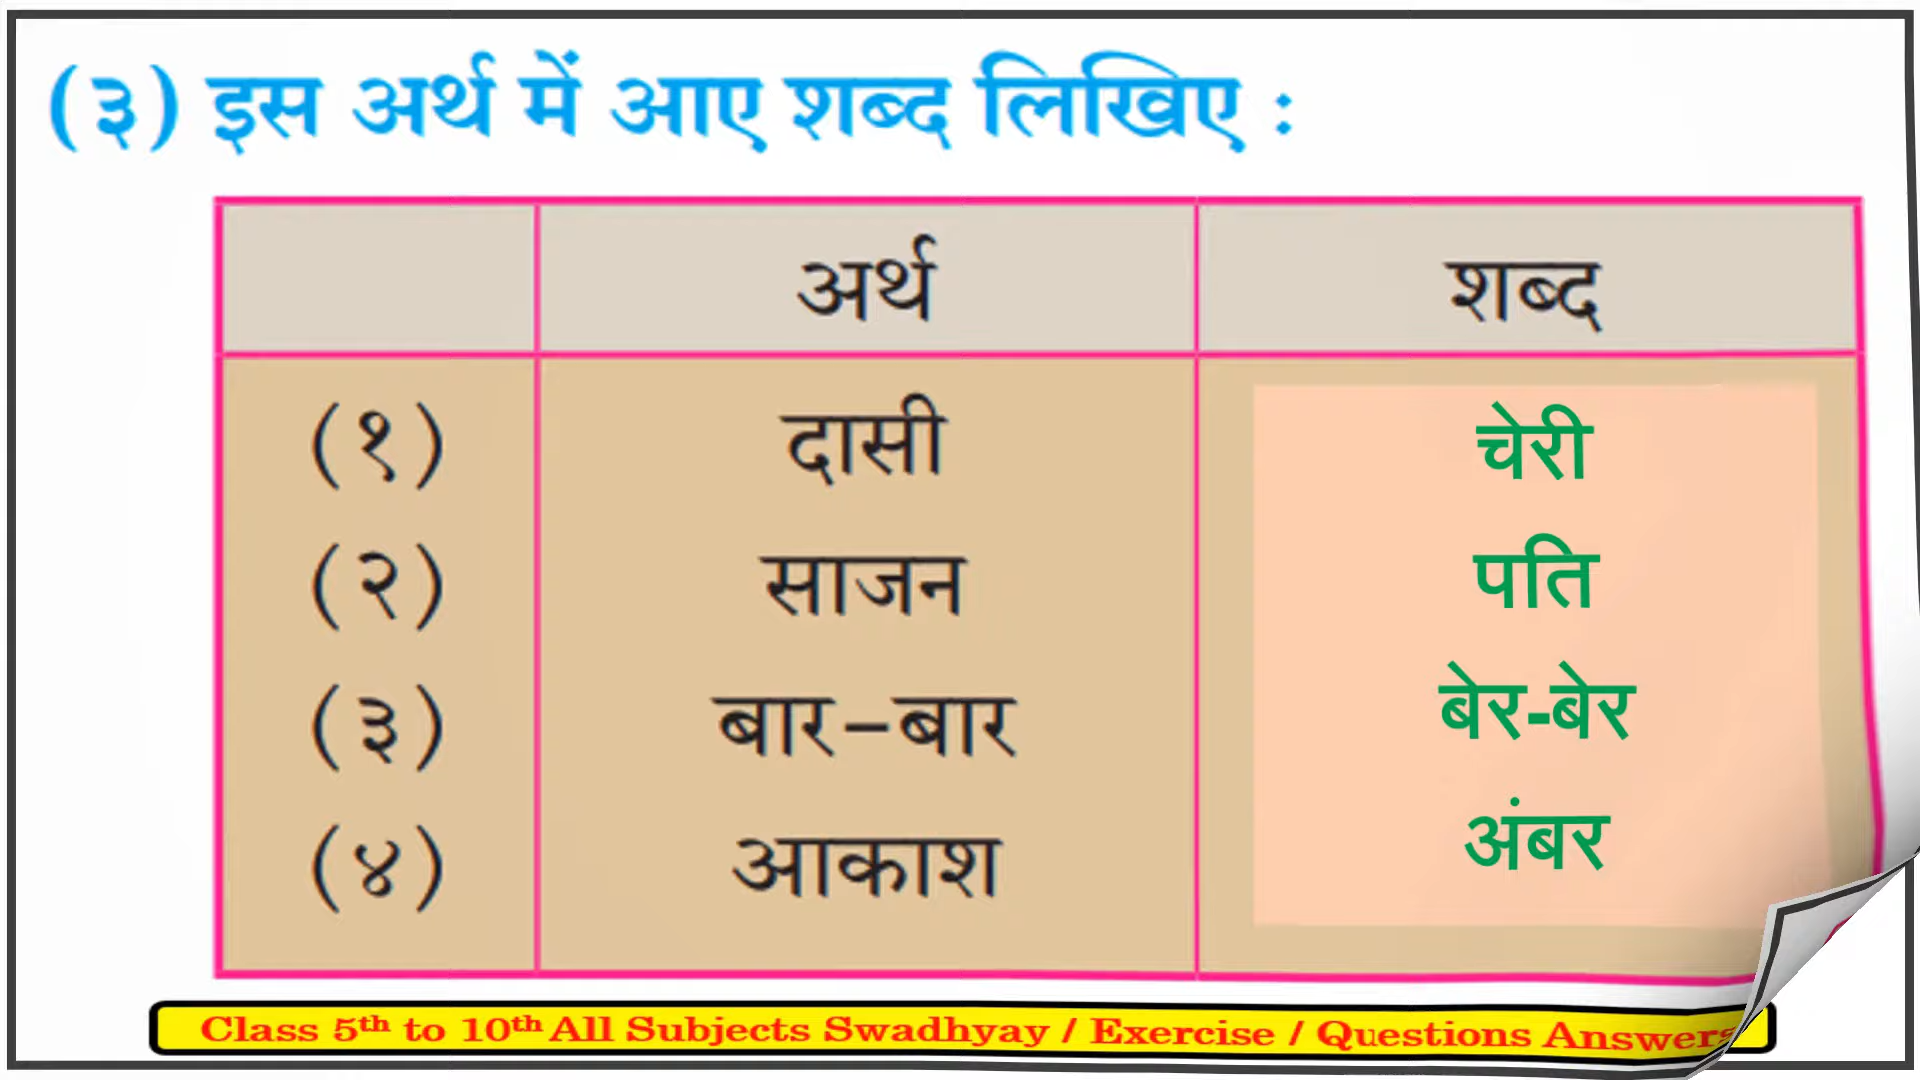 (३) इस अर्थ में आए शब्द लिखिए :
अर्थ शब्द
(१) दासी चेरी
(२) साजन पति
(३) बार-बार बेर-बेर
(४) आकाश अंबर
Class 5th to 10th All Subjects Swadhyay / Exercise / Questions Answers